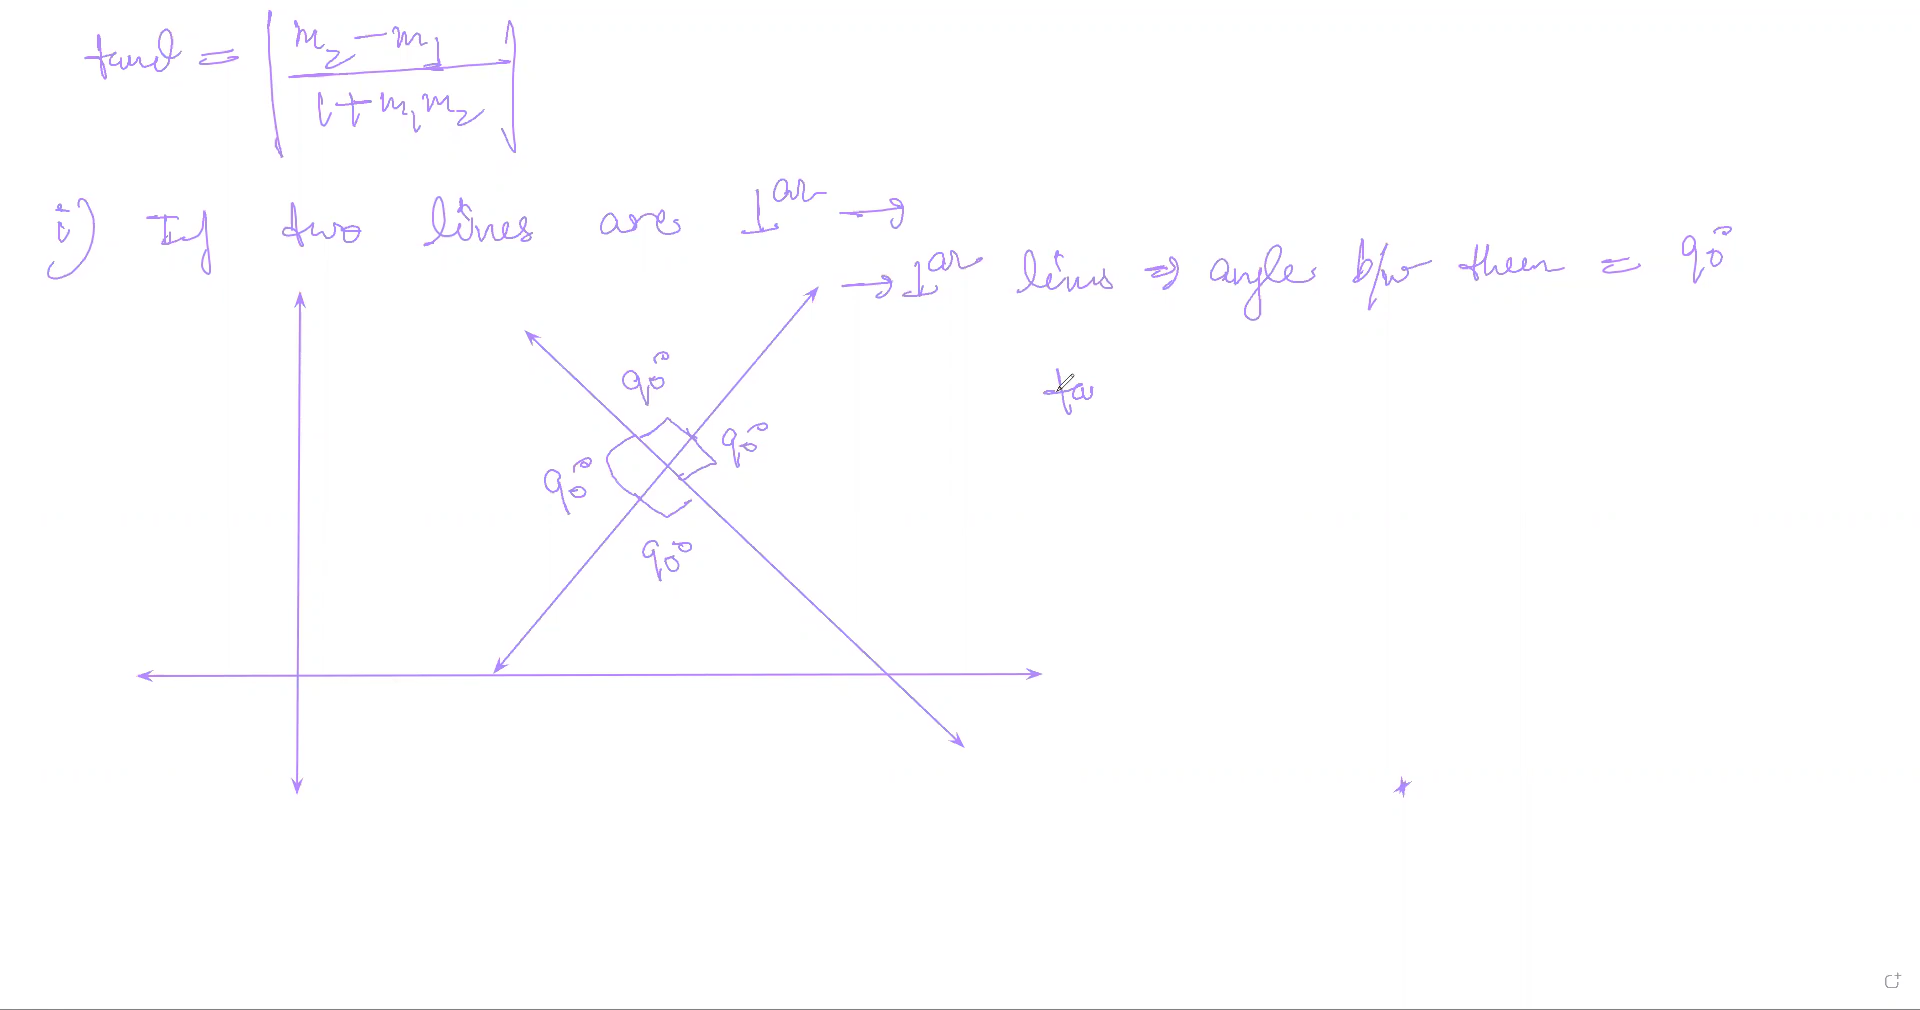 tanθ = | m₂ - m₁ / 1 + m₁m₂ |
i) If two lines are ⊥ar →
→ ⊥ar lines ⇒ angle b/w them = 90°
90°
ta
90°
90°
90°